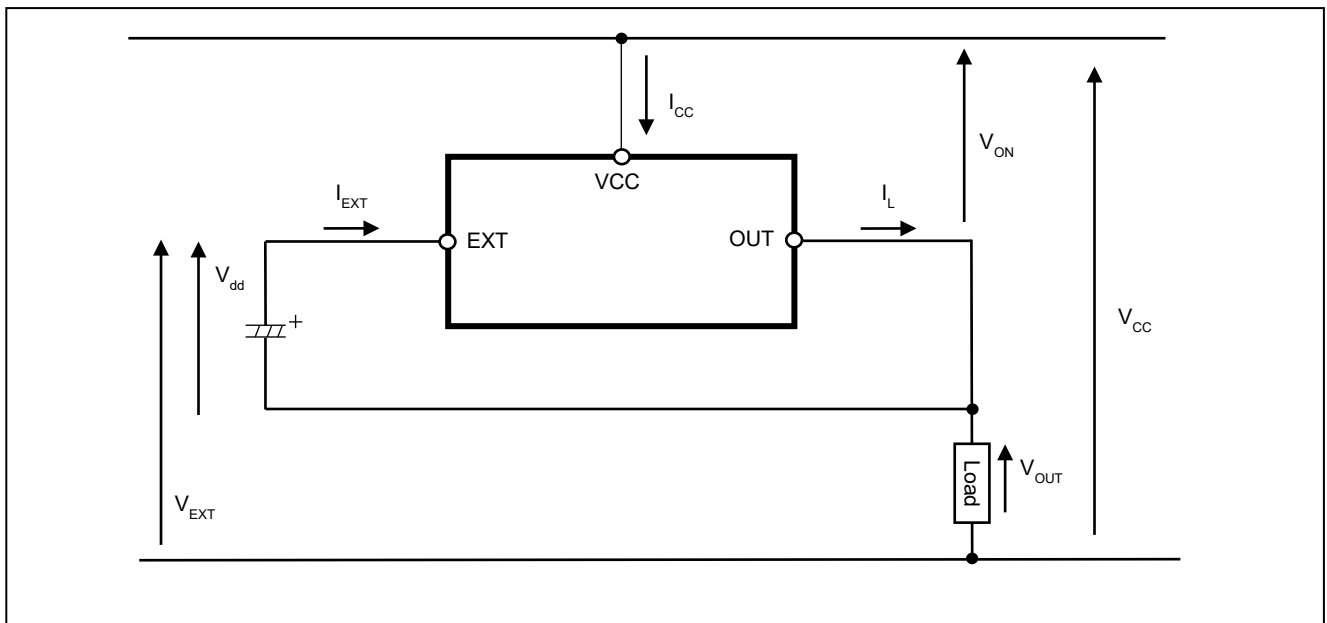 I_CC
V_ON
VCC
I_EXT
I_L
EXT
OUT
V_dd
+
V_CC
Load
V_OUT
V_EXT